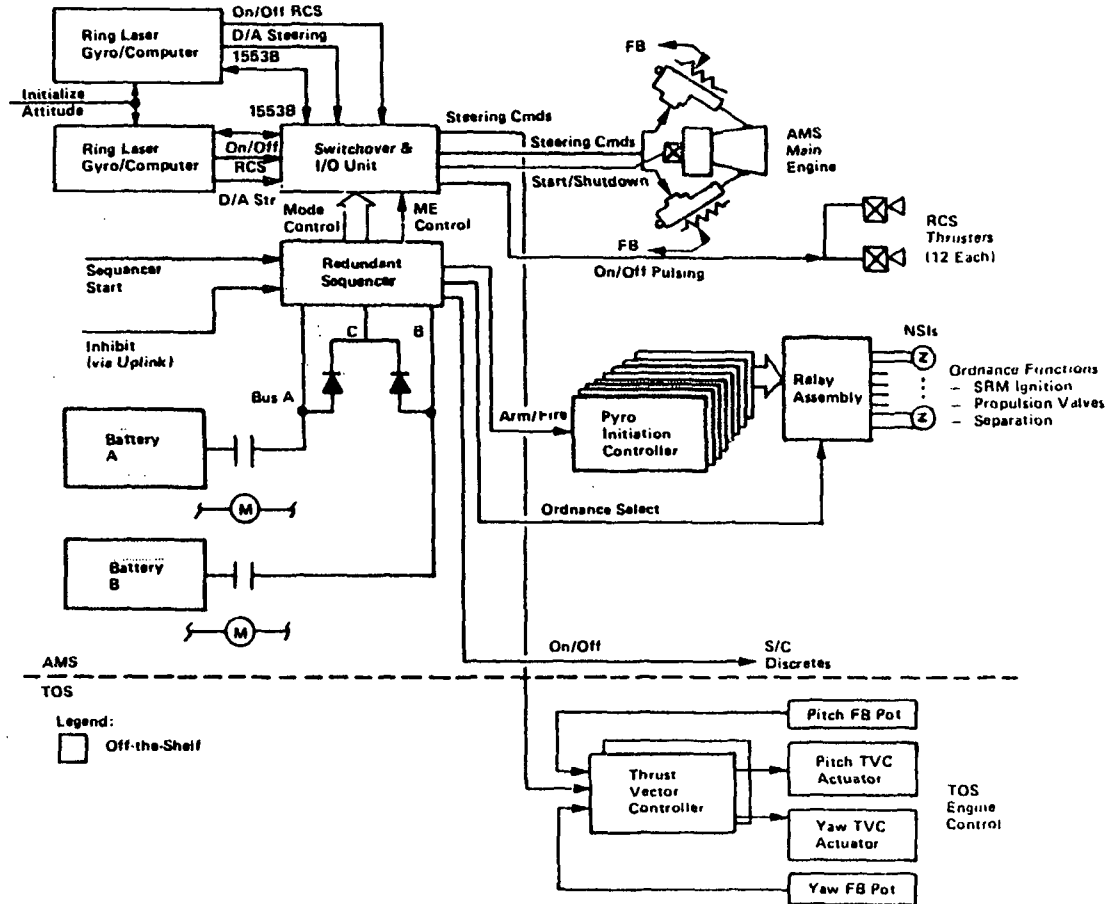 On/Off RCS
Ring Laser
Gyro/Computer
D/A Steering
1553B
Initialize
Attitude
1553B
Ring Laser
Gyro/Computer
On/Off
RCS
D/A Str
Switchover &
I/O Unit
Steering Cmds
Steering Cmds
Start/Shutdown
FB
AMS
Main
Engine
FB
On/Off Pulsing
RCS
Thrusters
(12 Each)
Mode
Control
ME
Control
Sequencer
Start
Redundant
Sequencer
Inhibit
(via Uplink)
C
B
Bus A
Battery
A
M
Battery
B
M
Arm/Fire
Pyro
Initiation
Controller
Relay
Assembly
NSIs
Z
Z
Ordnance Functions
– SRM Ignition
– Propulsion Valves
– Separation
Ordnance Select
On/Off
S/C
Discretes
AMS
TOS
Legend:
Off-the-Shelf
Thrust
Vector
Controller
Pitch FB Pot
Pitch TVC
Actuator
Yaw TVC
Actuator
Yaw FB Pot
TOS
Engine
Control